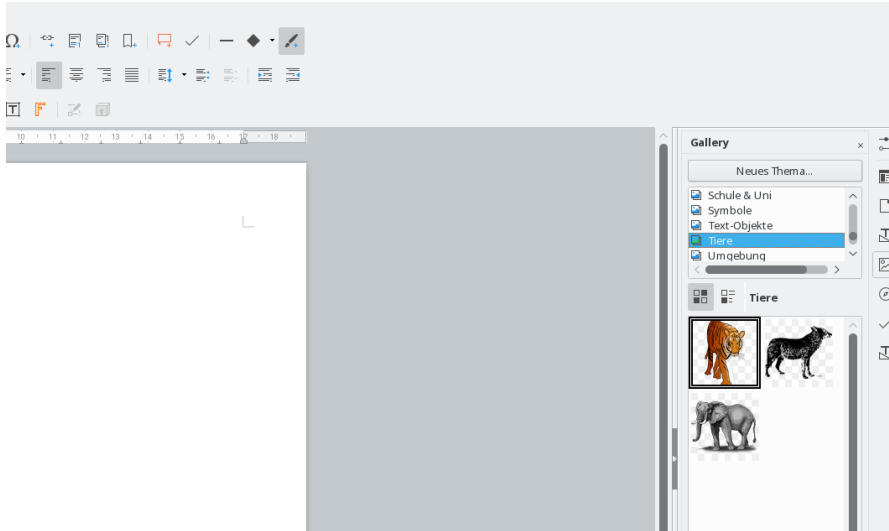 10 11 12 13 14 15 16 17 18
Gallery
Neues Thema...
Schule & Uni
Symbole
Text-Objekte
Tiere
Umgebung
Tiere